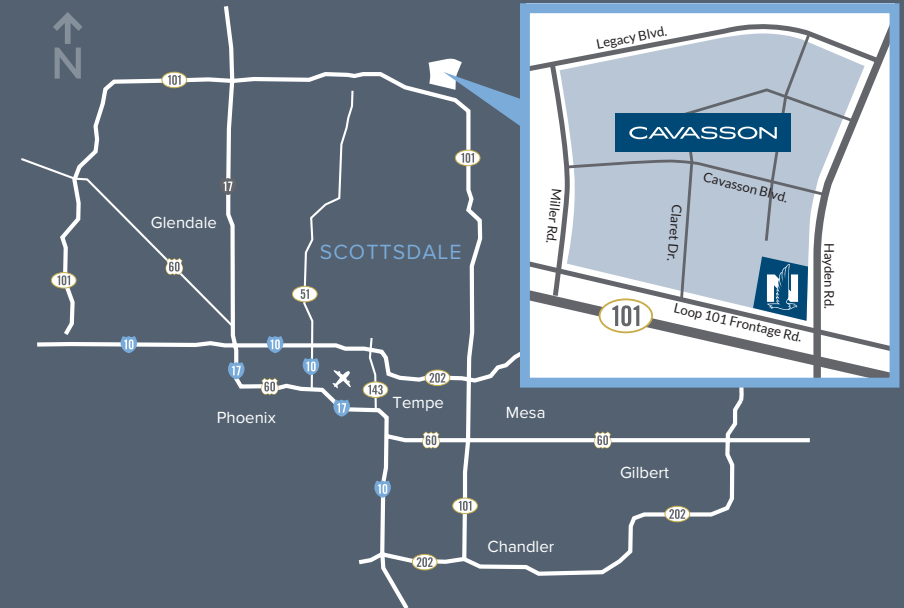 N
101
17
101
Glendale
SCOTTSDALE
60
101
51
10
10
10
17
60
17
143
202
Phoenix
Tempe
Mesa
60
60
Gilbert
10
101
202
Chandler
202
Legacy Blvd.
CAVASSON
Cavasson Blvd.
Miller Rd.
Claret Dr.
Hayden Rd.
N
101
Loop 101 Frontage Rd.